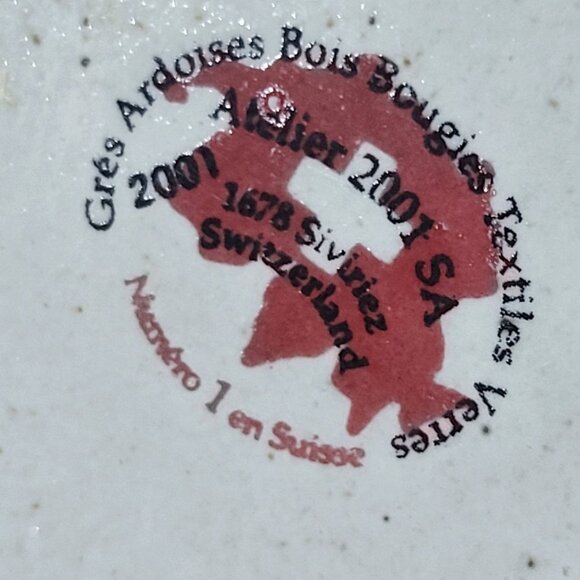 Grés Ardoises Bois Bougies Textiles Verres
2001
Atelier 2001 SA
1678 Siviriez
Switzerland
Numéro 1 en Suisse